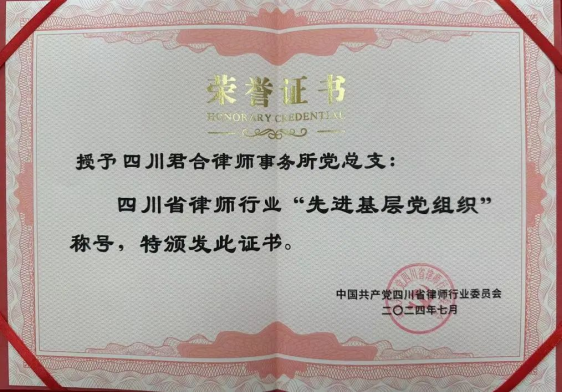 荣誉证书
HONORARY CREDENTIAL
授予四川君合律师事务所党总支：
四川省律师行业“先进基层党组织”
称号，特颁发此证书。
中国共产党四川省律师行业委员会
二〇二四年七月